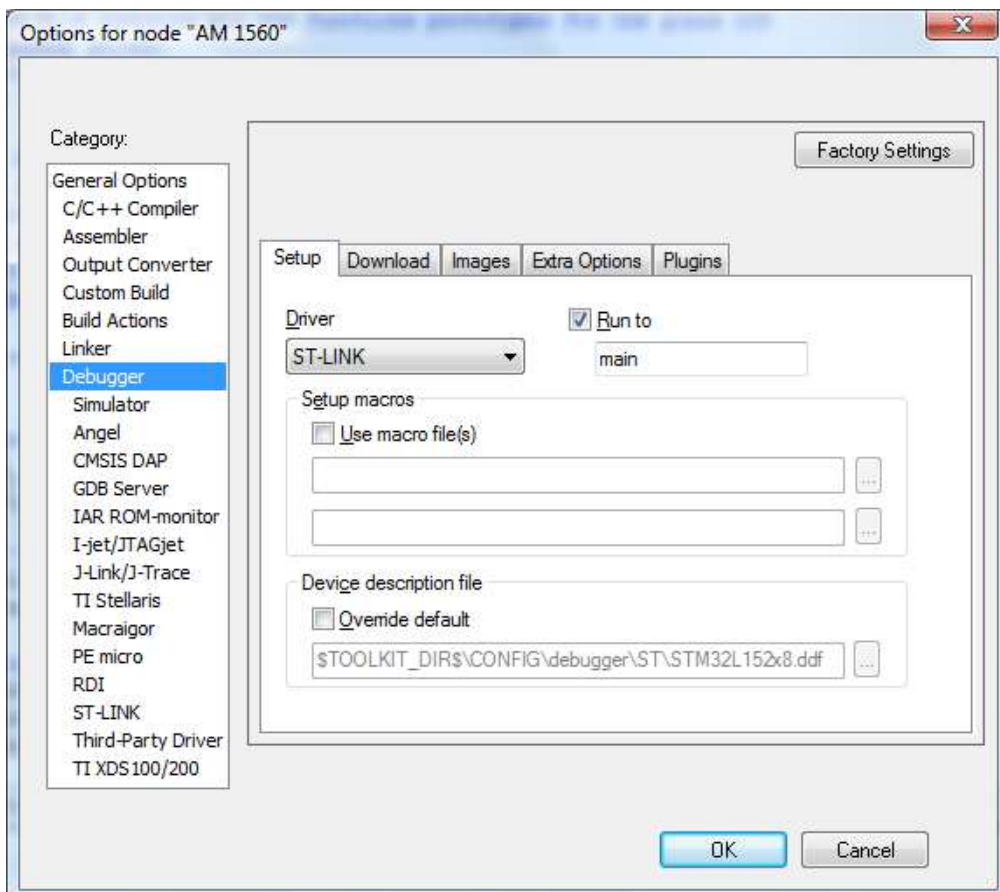 Options for node "AM 1560"
Category:
Factory Settings
General Options
C/C++ Compiler
Assembler
Output Converter
Custom Build
Build Actions
Linker
Debugger
Simulator
Angel
CMSIS DAP
GDB Server
IAR ROM-monitor
I-jet/JTAGjet
J-Link/J-Trace
TI Stellaris
Macraigor
PE micro
RDI
ST-LINK
Third-Party Driver
TI XDS100/200
Setup Download Images Extra Options Plugins
Driver
Run to
ST-LINK
main
Setup macros
Use macro file(s)
...
...
Device description file
Override default
$TOOLKIT_DIR$\CONFIG\debugger\ST\STM32L152x8.ddf
...
OK Cancel